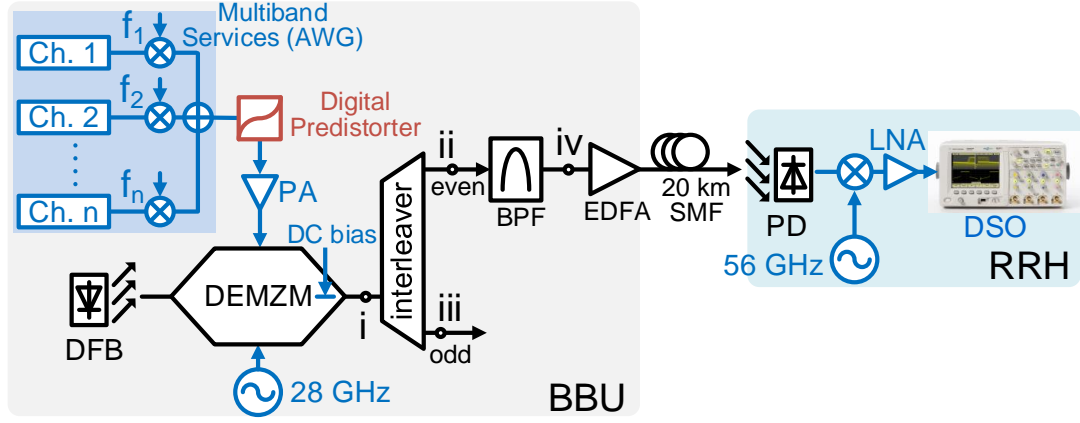 Multiband
Services (AWG)
f1
Ch. 1
f2
Ch. 2
fn
Ch. n
Digital
Predistorter
PA
DC bias
DEMZM
DFB
28 GHz
i
interleaver
ii
even
iii
odd
BPF
iv
EDFA
20 km
SMF
BBU
PD
LNA
DSO
56 GHz
RRH